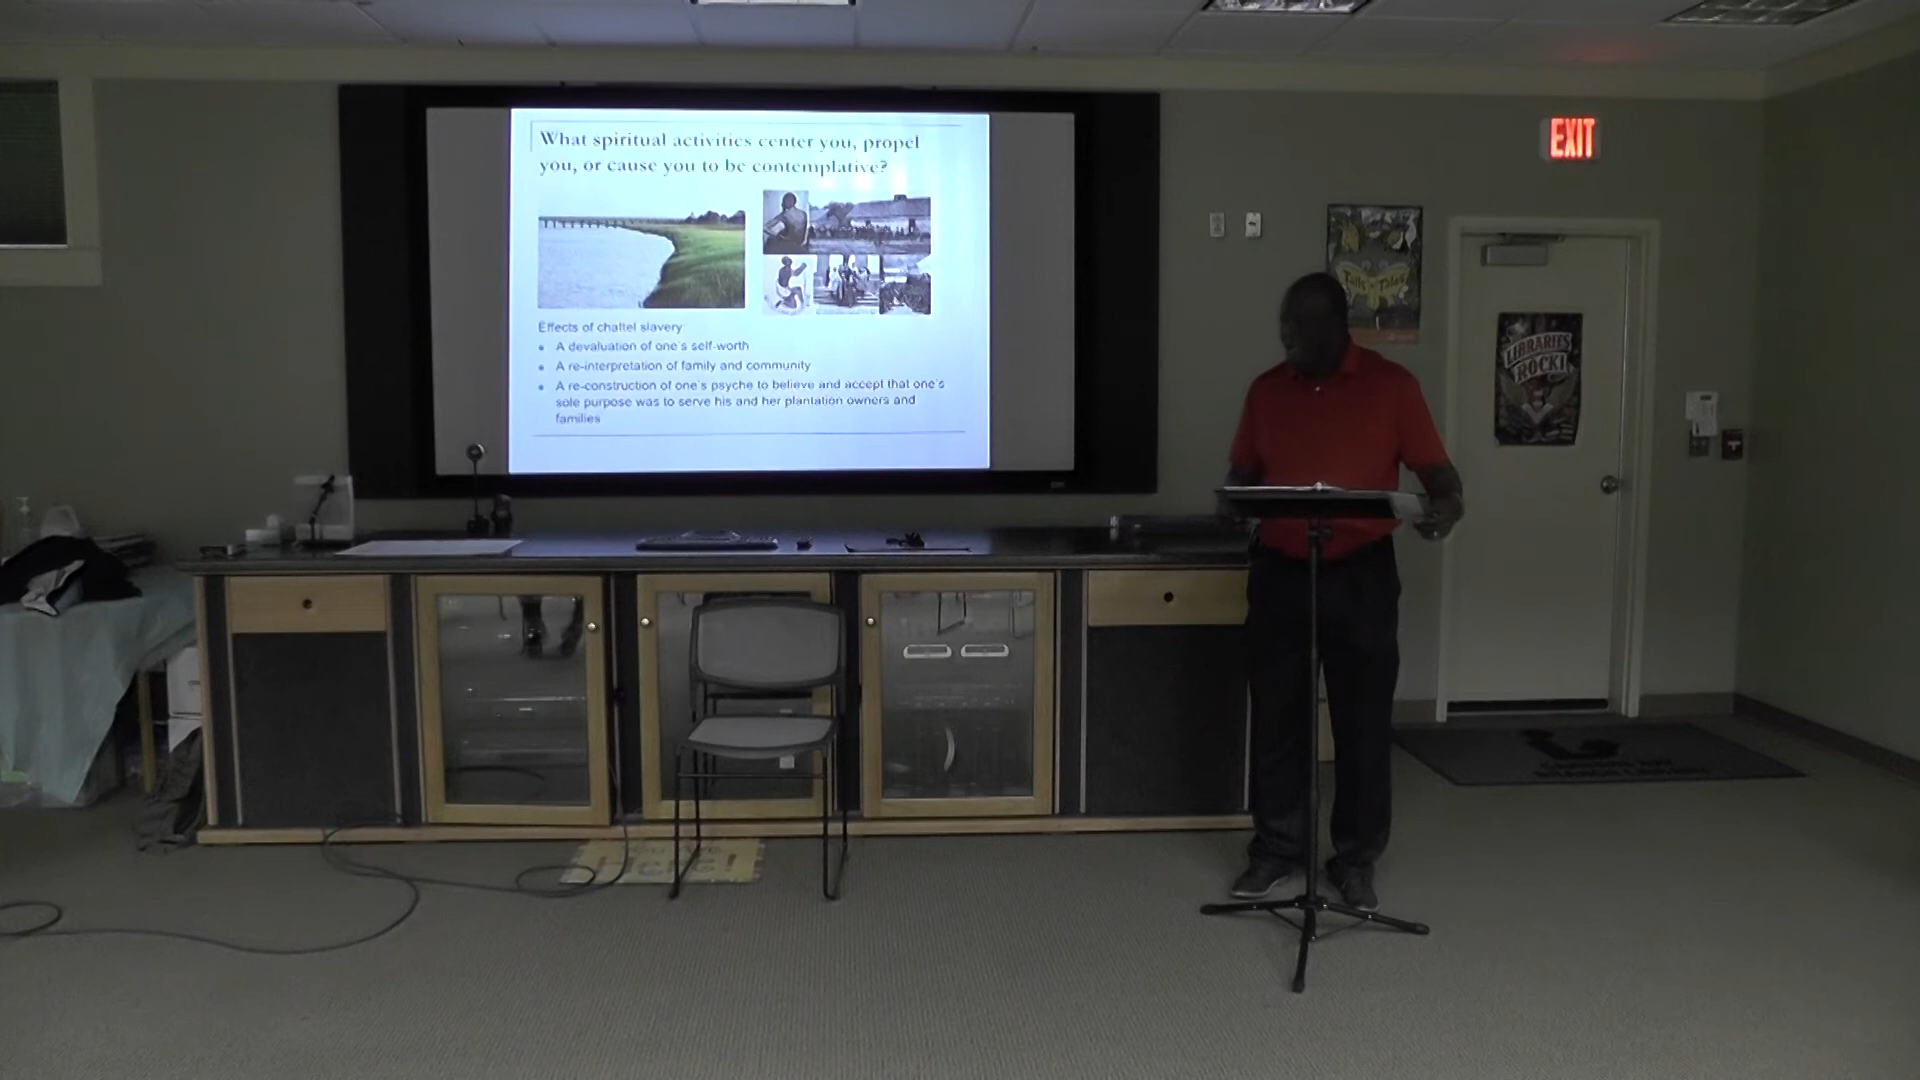 What spiritual activities center you, propel
you, or cause you to be contemplative?
Effects of chattel slavery
• A devaluation of one's self-worth
• A re-interpretation of family and community
• A re-construction of one's psyche to believe and accept that one's
sole purpose was to serve his and her plantation owners and
families
EXIT
Tails & Tales
LIBRARIES
ROCK!